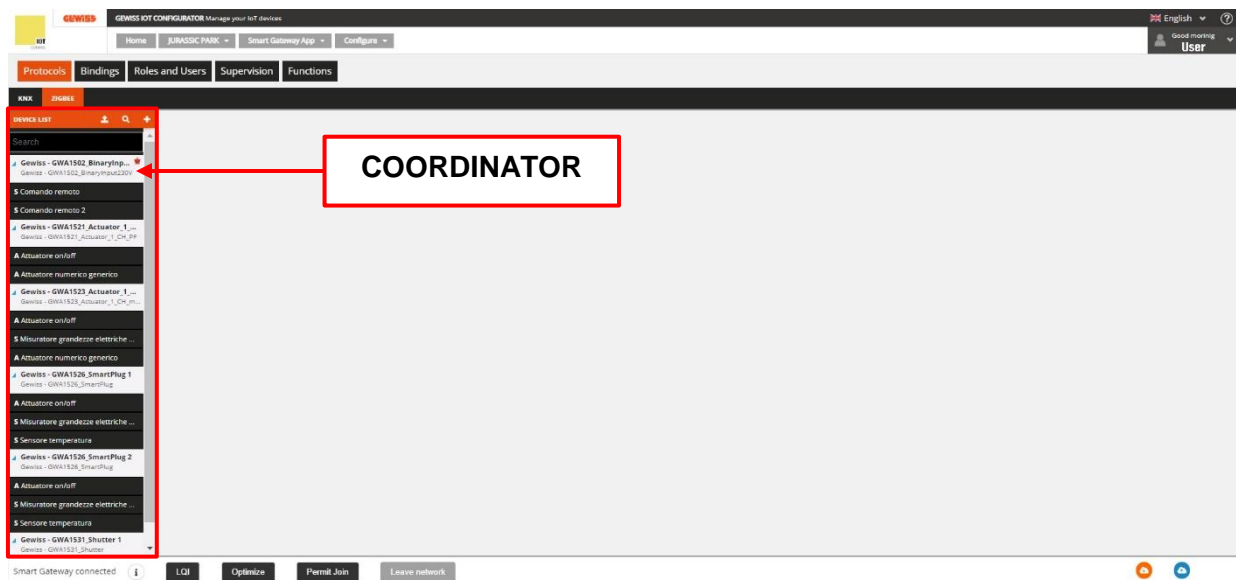 GEWISS GEWISS IOT CONFIGURATOR Manage your IoT devices English
IOT Home JURASSIC PARK Smart Gateway App Configure Good morinig
User
Protocols Bindings Roles and Users Supervision Functions
KNX ZIGBEE
DEVICE LIST
Search
Gewiss - GWA1502_BinaryInp...
Gewiss - GWA1502_BinaryInput220V
COORDINATOR
S Comando remoto
S Comando remoto 2
Gewiss - GWA1521_Actuator_1_...
Gewiss - GWA1521_Actuator_1_CH_PF
A Attuatore on/off
A Attuatore numerico generico
Gewiss - GWA1523_Actuator_1_...
Gewiss - GWA1523_Actuator_1_CH_m...
A Attuatore on/off
S Misuratore grandezze elettriche ...
A Attuatore numerico generico
Gewiss - GWA1526_SmartPlug 1
Gewiss - GWA1526_SmartPlug
A Attuatore on/off
S Misuratore grandezze elettriche ...
S Sensore temperatura
Gewiss - GWA1526_SmartPlug 2
Gewiss - GWA1526_SmartPlug
A Attuatore on/off
S Misuratore grandezze elettriche ...
S Sensore temperatura
Gewiss - GWA1531_Shutter 1
Gewiss - GWA1531_Shutter
Smart Gateway connected i LQI Optimize Permit Join Leave network